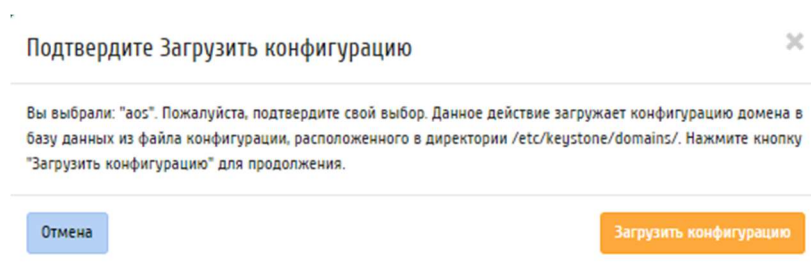 Подтвердите Загрузить конфигурацию
Вы выбрали: "aos". Пожалуйста, подтвердите свой выбор. Данное действие загружает конфигурацию домена в
базу данных из файла конфигурации, расположенного в директории /etc/keystone/domains/. Нажмите кнопку
"Загрузить конфигурацию" для продолжения.
Отмена
Загрузить конфигурацию